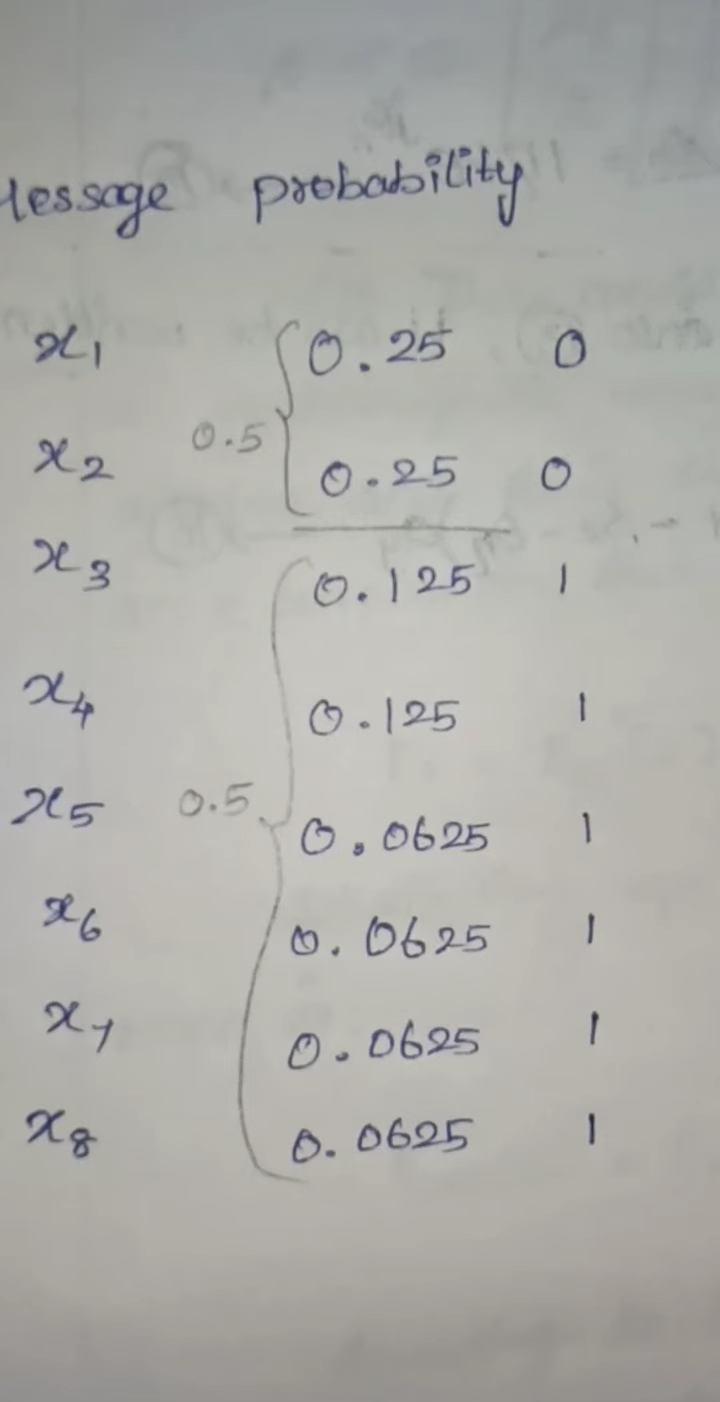 lessage probability
x1 0.25 0
0.5
x2 0.25 0
x3 0.125 1
x4 0.125 1
x5 0.5 0.0625 1
x6 0.0625 1
x7 0.0625 1
x8 0.0625 1